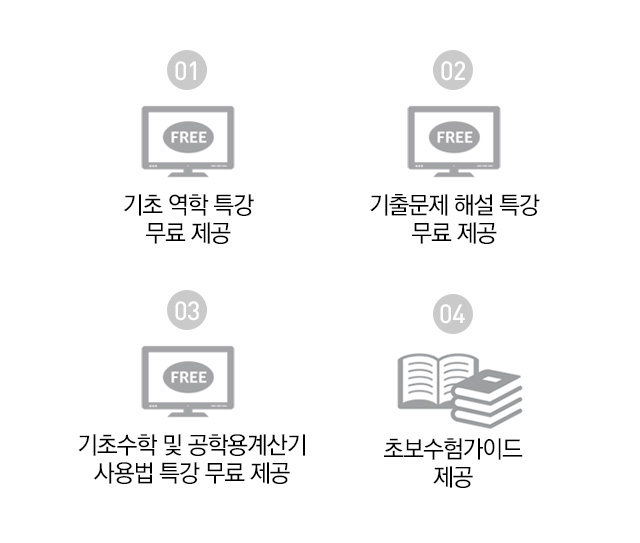 01
FREE
기초 역학 특강
무료 제공
02
FREE
기출문제 해설 특강
무료 제공
03
FREE
기초수학 및 공학용계산기
사용법 특강 무료 제공
04
초보수험가이드
제공